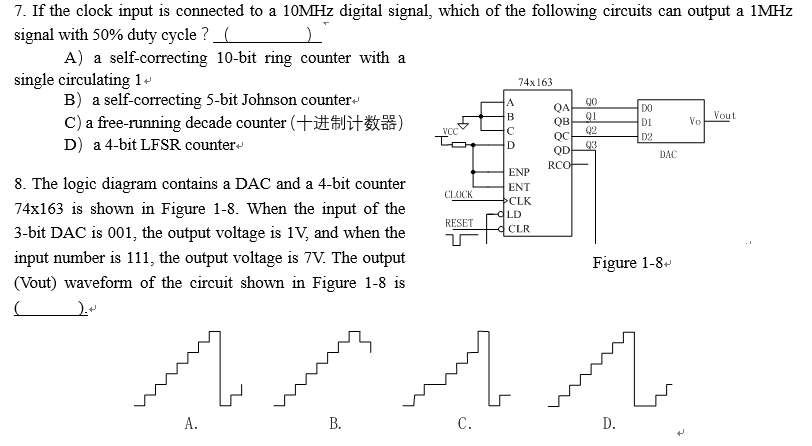 7. If the clock input is connected to a 10MHz digital signal, which of the following circuits can output a 1MHz
signal with 50% duty cycle？ (          )
A）a self-correcting 10-bit ring counter with a
single circulating 1
B）a self-correcting 5-bit Johnson counter
C）a free-running decade counter（十进制计数器）
D）a 4-bit LFSR counter
8. The logic diagram contains a DAC and a 4-bit counter
74x163 is shown in Figure 1-8. When the input of the
3-bit DAC is 001, the output voltage is 1V, and when the
input number is 111, the output voltage is 7V. The output
(Vout) waveform of the circuit shown in Figure 1-8 is
(          ).
74x163
A
B
C
D
ENP
ENT
CLK
LD
CLR
QA
QB
QC
QD
RCO
Q0
Q1
Q2
Q3
D0
D1
D2
Vo
Vout
DAC
VCC
CLOCK
RESET
Figure 1-8
A.
B.
C.
D.